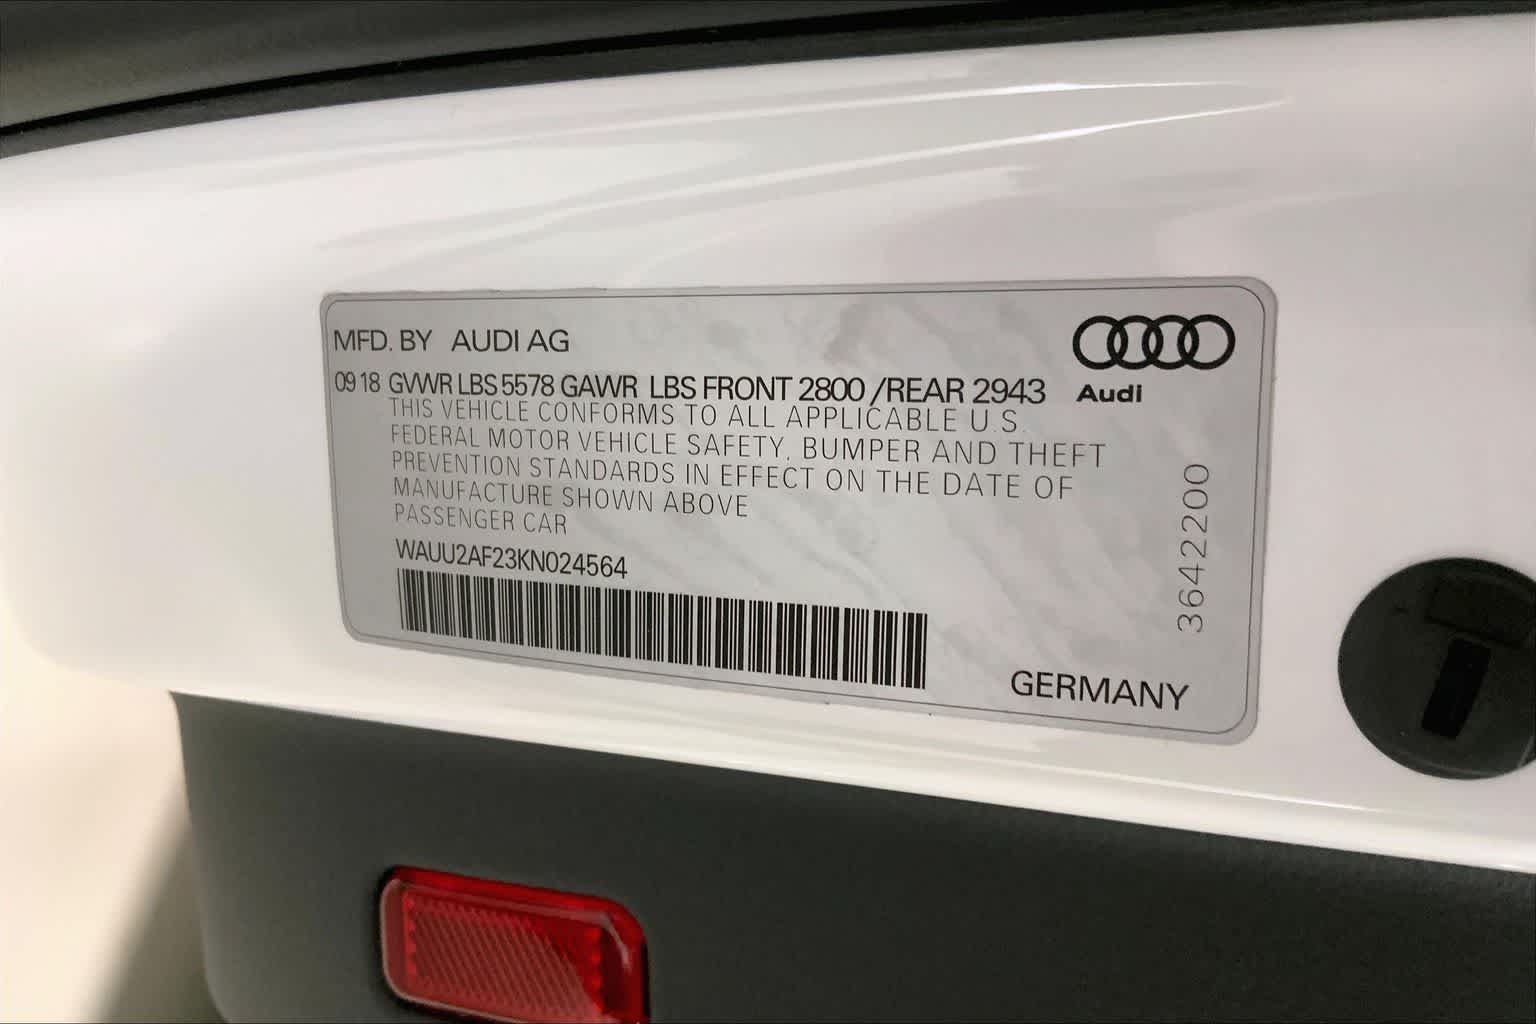 MFD. BY AUDI AG
09 18 GVWR LBS 5578 GAWR LBS FRONT 2800 /REAR 2943
Audi
THIS VEHICLE CONFORMS TO ALL APPLICABLE U.S.
FEDERAL MOTOR VEHICLE SAFETY, BUMPER AND THEFT
PREVENTION STANDARDS IN EFFECT ON THE DATE OF
MANUFACTURE SHOWN ABOVE
PASSENGER CAR
WAUU2AF23KN024564
3642200
GERMANY